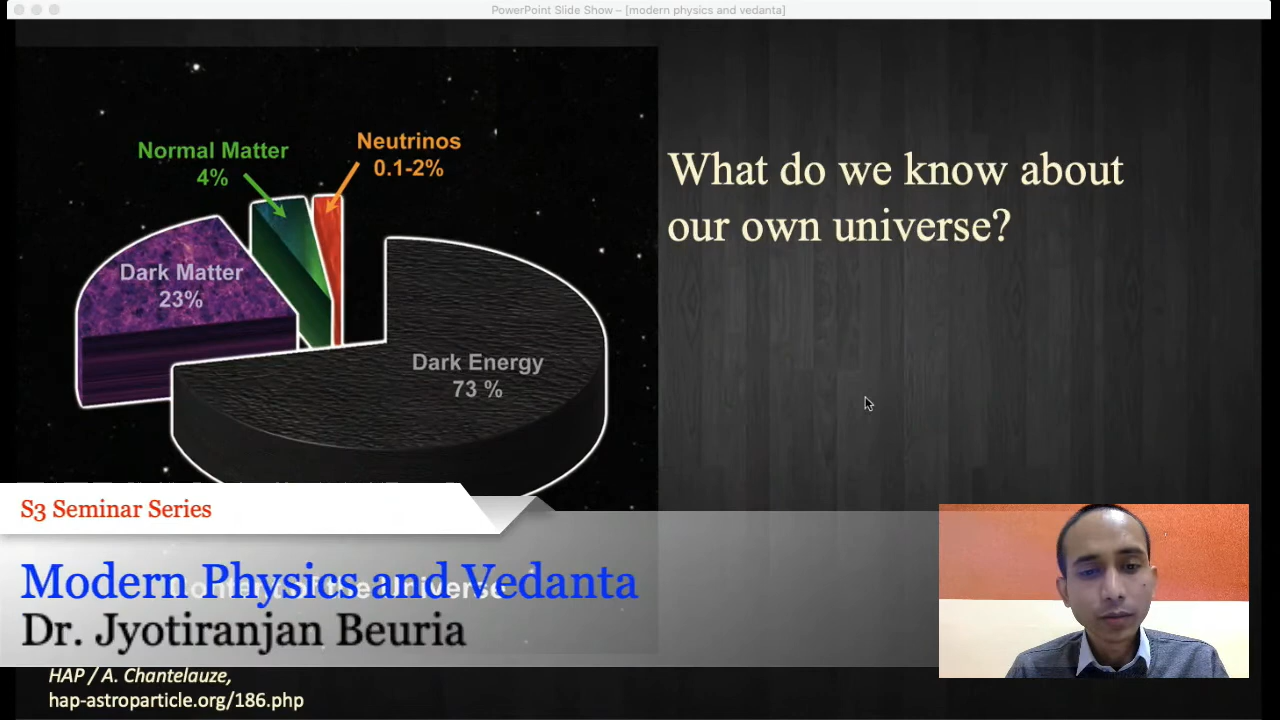 PowerPoint Slide Show – [modern physics and vedanta]
Normal Matter
4%
Neutrinos
0.1-2%
Dark Matter
23%
Dark Energy
73 %
What do we know about
our own universe?
S3 Seminar Series
Modern Physics and Vedanta
Dr. Jyotiranjan Beuria
HAP / A. Chantelauze,
hap-astroparticle.org/186.php